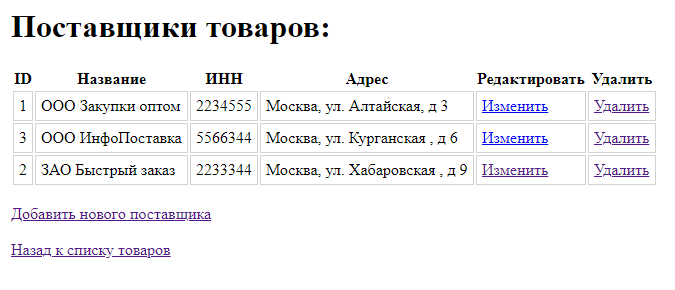 Поставщики товаров:
ID Название ИНН Адрес Редактировать Удалить
1 ООО Закупки оптом 2234555 Москва, ул. Алтайская, д 3 Изменить Удалить
3 ООО ИнфоПоставка 5566344 Москва, ул. Курганская , д 6 Изменить Удалить
2 ЗАО Быстрый заказ 2233344 Москва, ул. Хабаровская , д 9 Изменить Удалить
Добавить нового поставщика
Назад к списку товаров